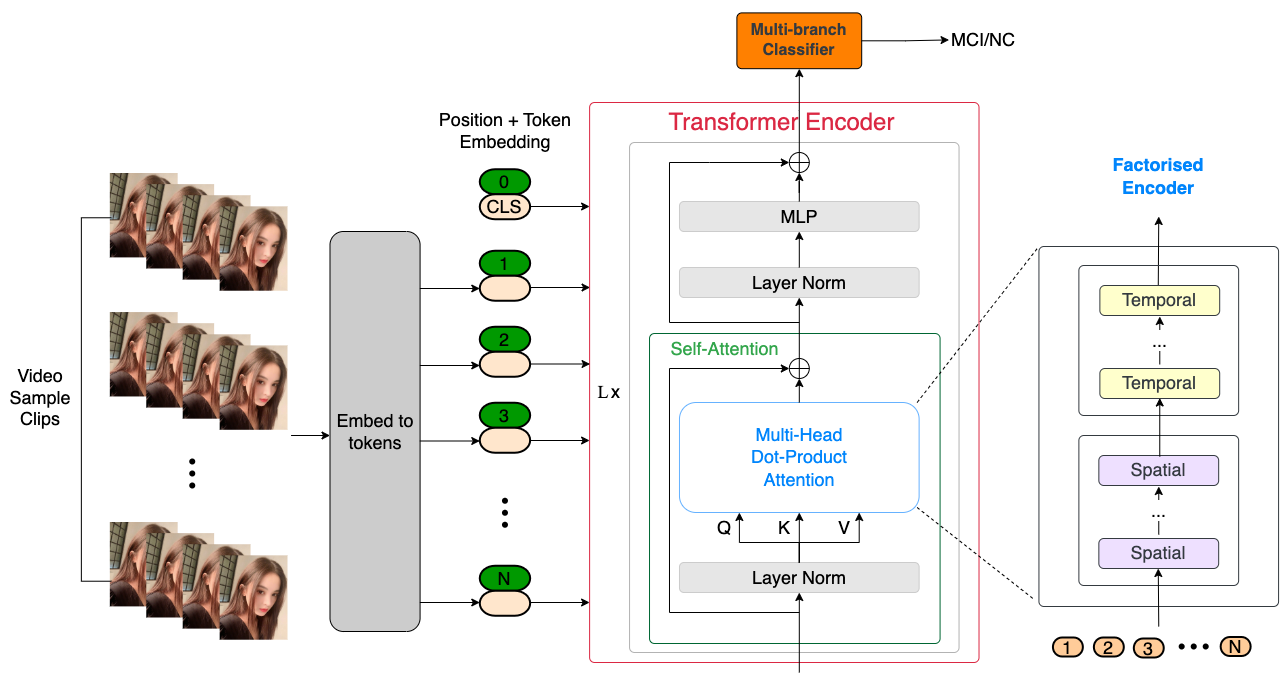 Multi-branch
Classifier
MCI/NC
Position + Token
Embedding
Transformer Encoder
Factorised
Encoder
0
CLS
MLP
1
Layer Norm
Temporal
...
Temporal
2
Self-Attention
Video
Sample
Clips
Embed to
tokens
3
L x
Multi-Head
Dot-Product
Attention
Spatial
...
Spatial
Q
K
V
N
Layer Norm
1
2
3
N